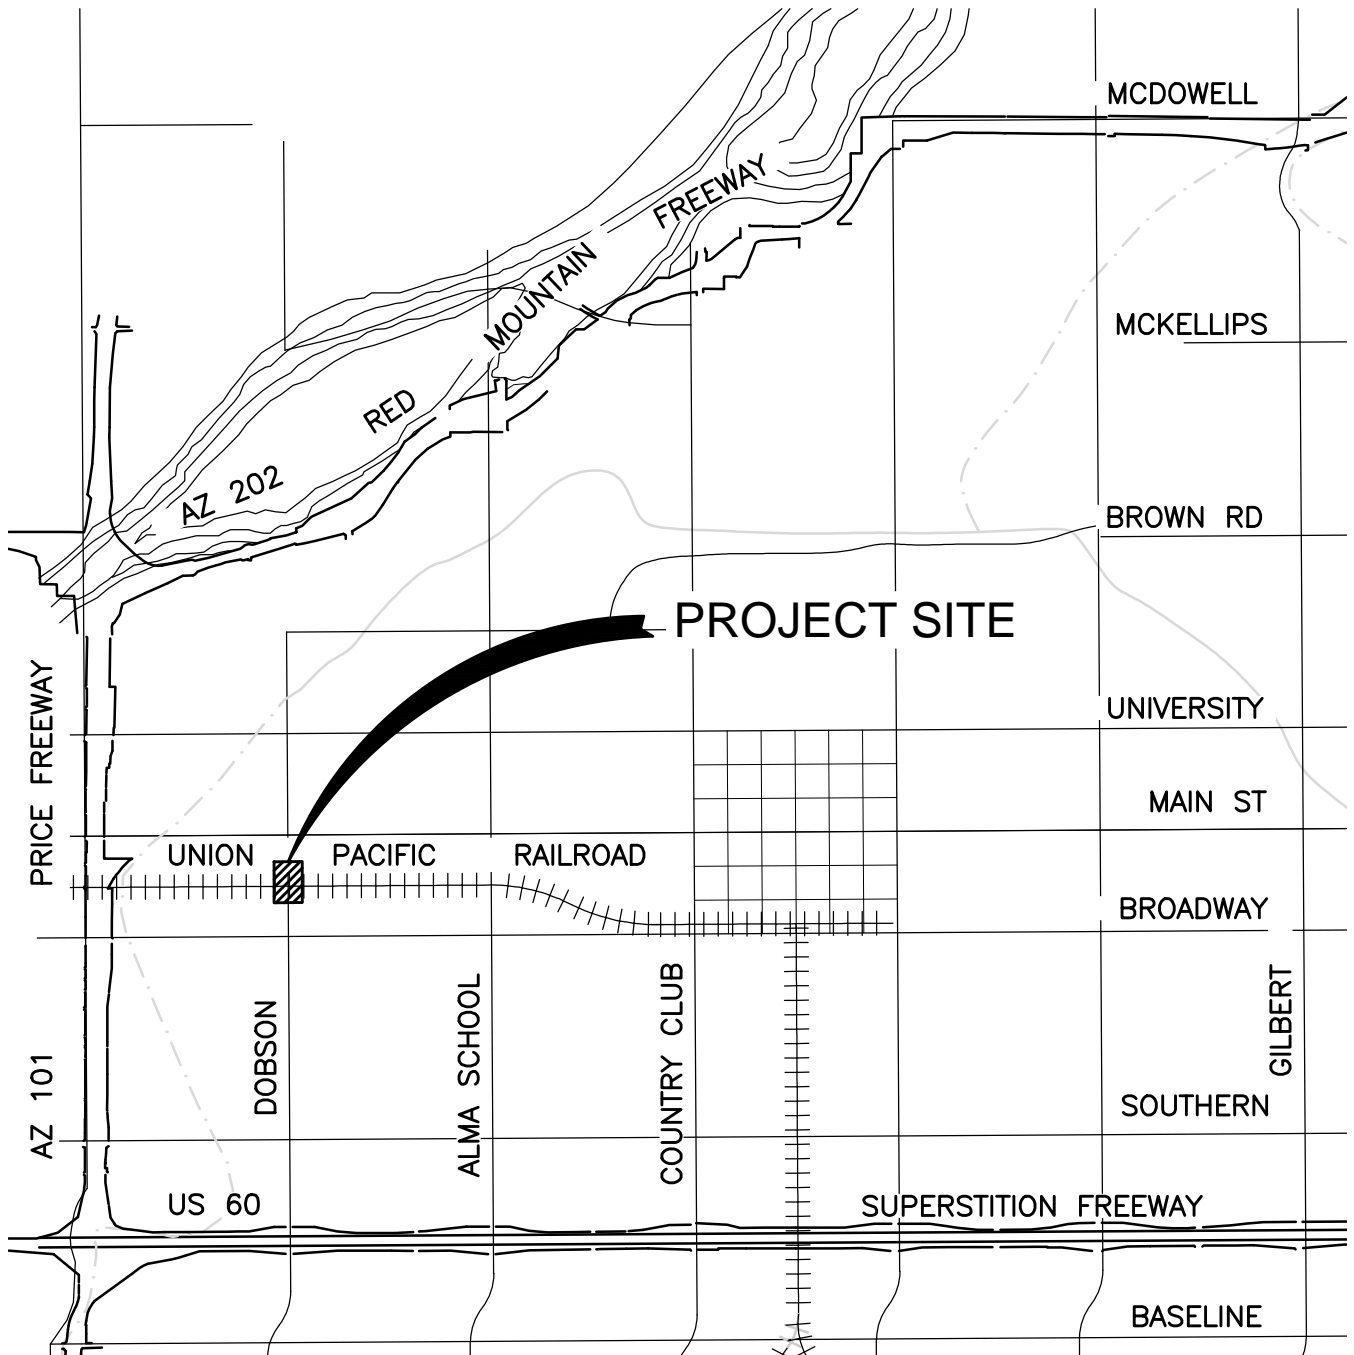 MCDOWELL
FREEWAY
MOUNTAIN
MCKELLIPS
RED
AZ 202
BROWN RD
PROJECT SITE
PRICE FREEWAY
UNIVERSITY
MAIN ST
UNION PACIFIC RAILROAD
BROADWAY
DOBSON
ALMA SCHOOL
COUNTRY CLUB
GILBERT
AZ 101
SOUTHERN
US 60
SUPERSTITION FREEWAY
BASELINE